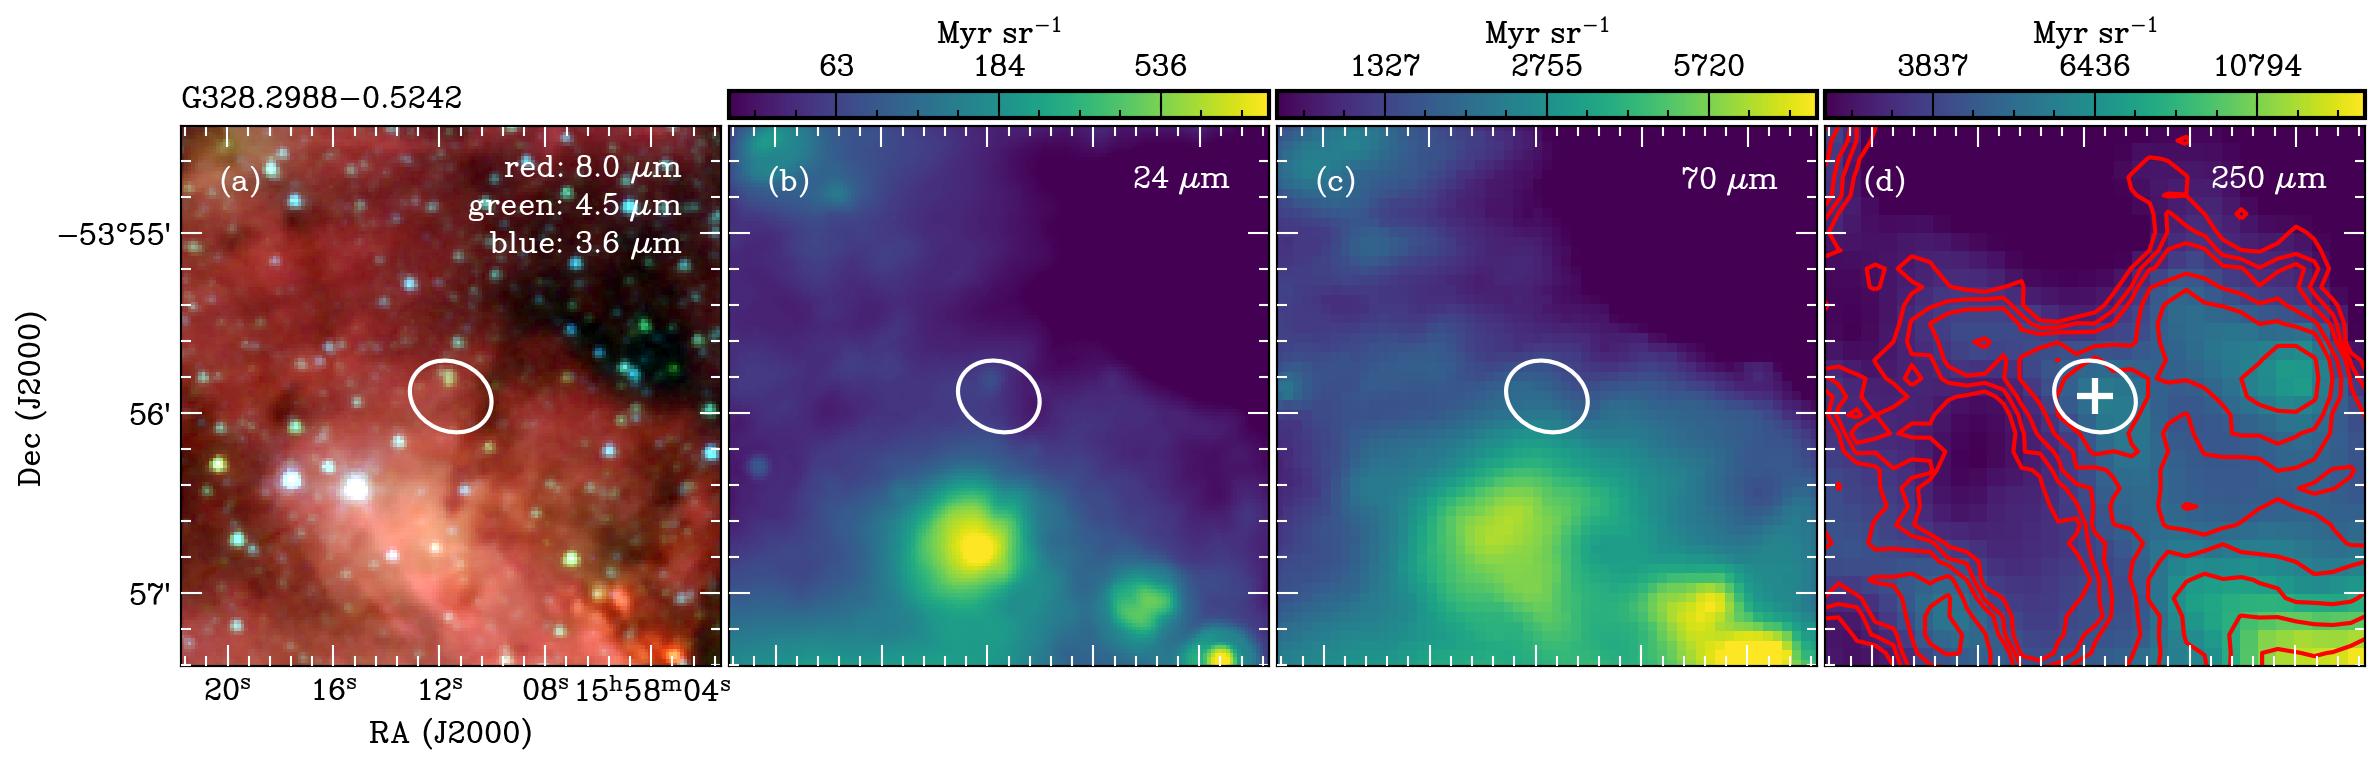 Myr sr⁻¹
63 184 536
Myr sr⁻¹
1327 2755 5720
Myr sr⁻¹
3837 6436 10794
G328.2988−0.5242
(a)
red: 8.0 μm
green: 4.5 μm
blue: 3.6 μm
(b)
24 μm
(c)
70 μm
(d)
250 μm
Dec (J2000)
−53°55'
56'
57'
20ˢ 16ˢ 12ˢ 08ˢ 15ʰ58ᵐ04ˢ
RA (J2000)